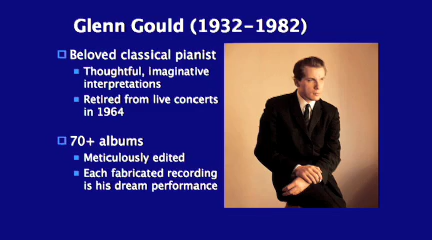 Glenn Gould (1932–1982)
Beloved classical pianist
Thoughtful, imaginative
interpretations
Retired from live concerts
in 1964
70+ albums
Meticulously edited
Each fabricated recording
is his dream performance